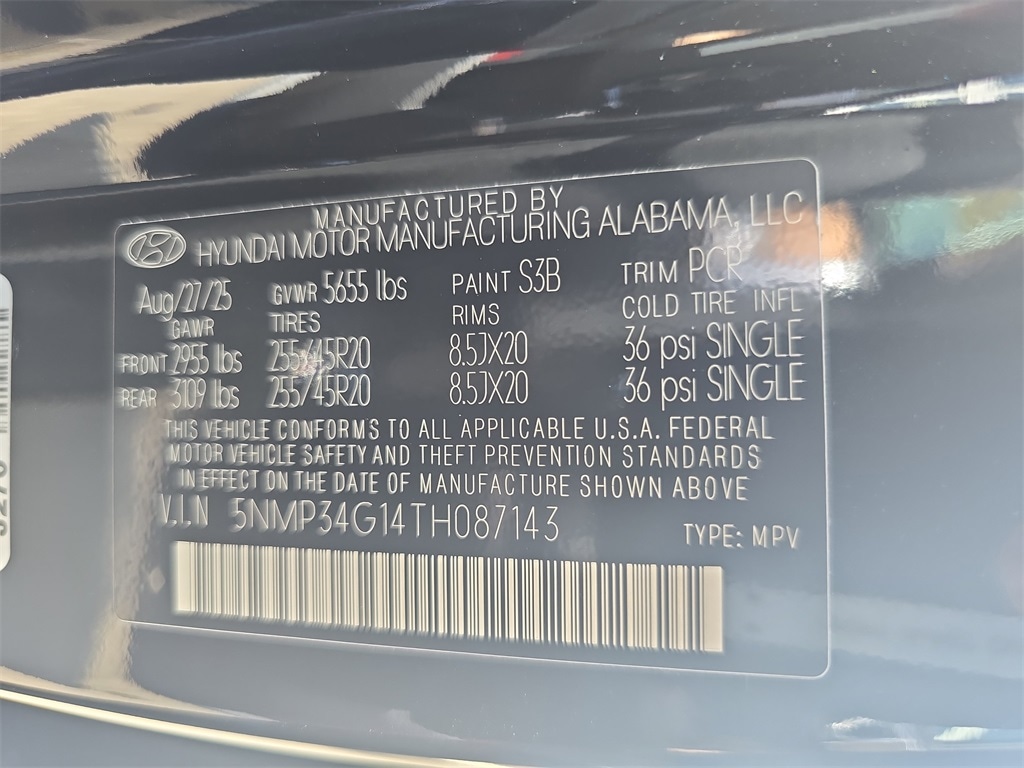 MANUFACTURED BY
HYUNDAI MOTOR MANUFACTURING ALABAMA, LLC
Aug/27/25 GVWR 5655 lbs PAINT S3B TRIM PCR
GAWR TIRES RIMS COLD TIRE INFL
FRONT 2955 lbs 255/45R20 8.5JX20 36 psi SINGLE
REAR 3109 lbs 255/45R20 8.5JX20 36 psi SINGLE
THIS VEHICLE CONFORMS TO ALL APPLICABLE U.S.A. FEDERAL
MOTOR VEHICLE SAFETY AND THEFT PREVENTION STANDARDS
IN EFFECT ON THE DATE OF MANUFACTURE SHOWN ABOVE
V.I.N 5NMP34G14TH087143 TYPE: MPV